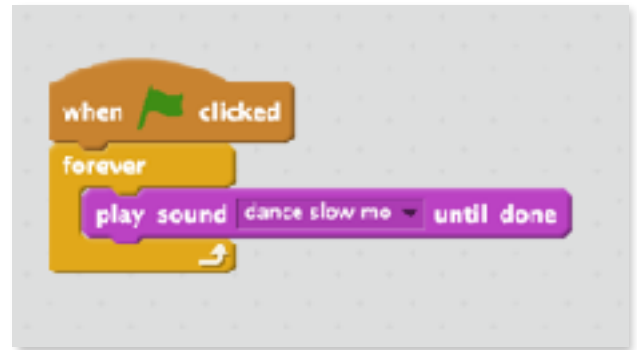 when clicked
forever
play sound dance slow mo until done